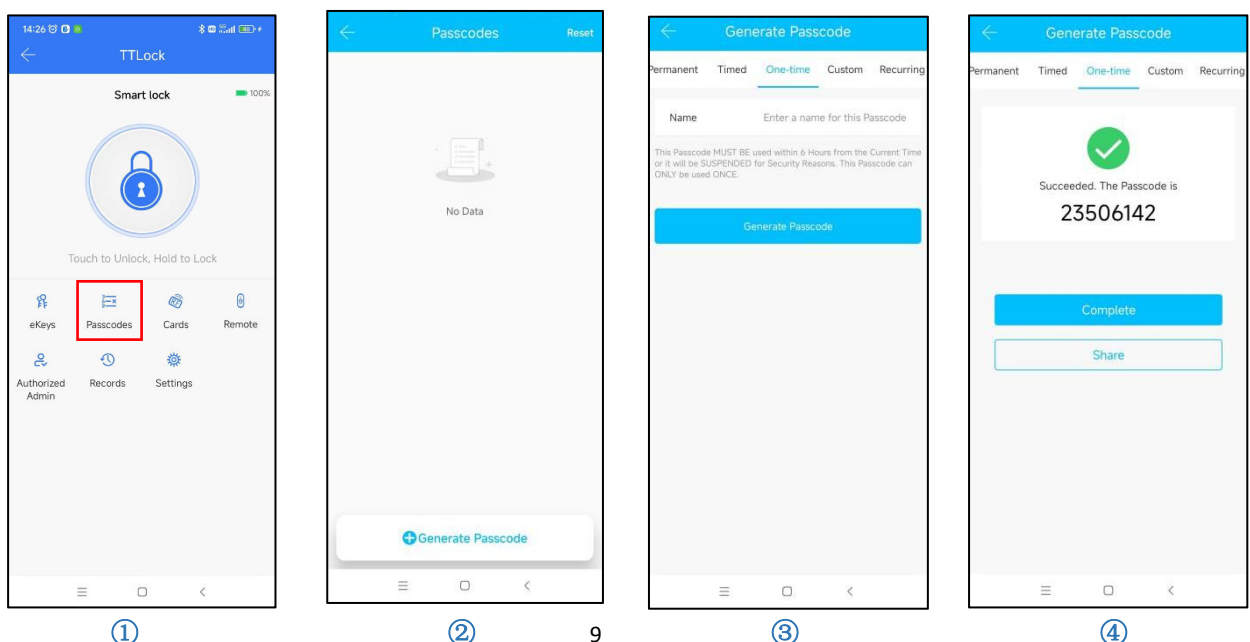 14:26
TTLock
Smart lock
100%
Touch to Unlock, Hold to Lock
eKeys Passcodes Cards Remote
Authorized Admin Records Settings
①
Passcodes Reset
No Data
Generate Passcode
②
9
Generate Passcode
Permanent Timed One-time Custom Recurring
Name Enter a name for this Passcode
This Passcode MUST BE used within 6 Hours from the Current Time
or it will be SUSPENDED for Security Reasons. This Passcode can
ONLY be used ONCE.
Generate Passcode
③
Generate Passcode
Permanent Timed One-time Custom Recurring
Succeeded. The Passcode is
23506142
Complete
Share
④